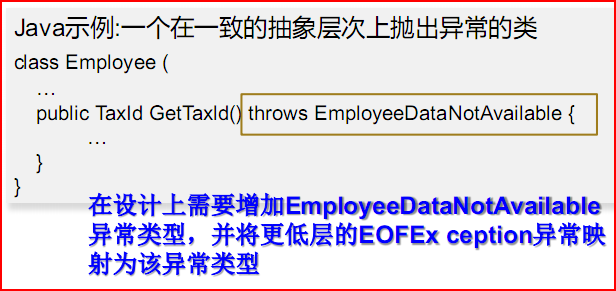 Java示例:一个在一致的抽象层次上抛出异常的类
class Employee (
…
public TaxId GetTaxId() throws EmployeeDataNotAvailable {
…
}
}
在设计上需要增加EmployeeDataNotAvailable
异常类型，并将更低层的EOFEx ception异常映
射为该异常类型